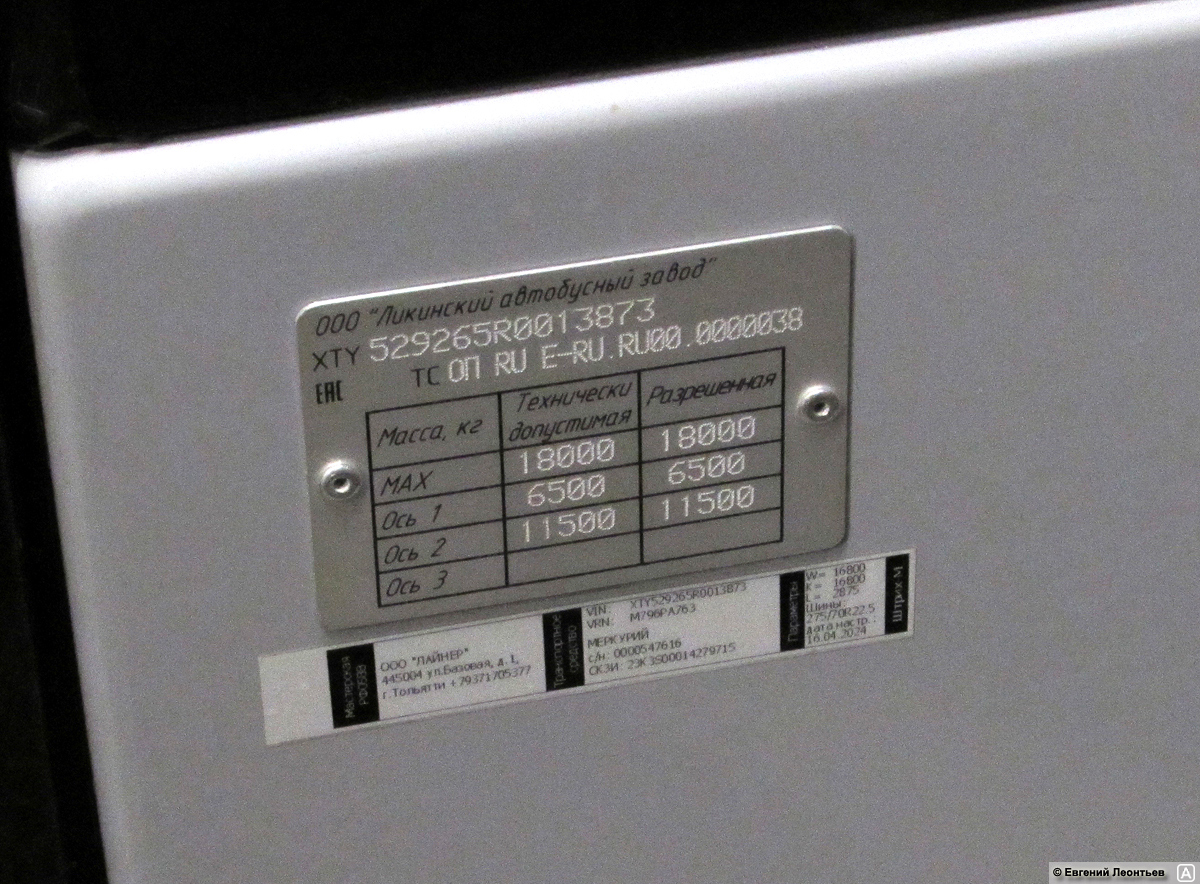 ООО "Ликинский автобусный завод"
XTY 529265R0013873
EAC ТС ОП RU E-RU.RU00.0000038
Масса, кг Технически допустимая Разрешенная
MAX 18000 18000
Ось 1 6500 6500
Ось 2 11500 11500
Ось 3
Мастерская
РФ0988
ООО "ЛАЙНЕР"
445004 ул.Базовая, д.1,
г.Тольятти +79371705377
Транспортное
средство
VIN: XTY529265R0013873
VRN: М796РА763
МЕРКУРИЙ
с/н: 0000547616
СКЗИ: 23K3S00014279715
Параметры
W= 16800
K= 16800
L= 2875
Шины:
275/70R22.5
дата настр.:
16.04.2024
Штрих-М
© Евгений Леонтьев A